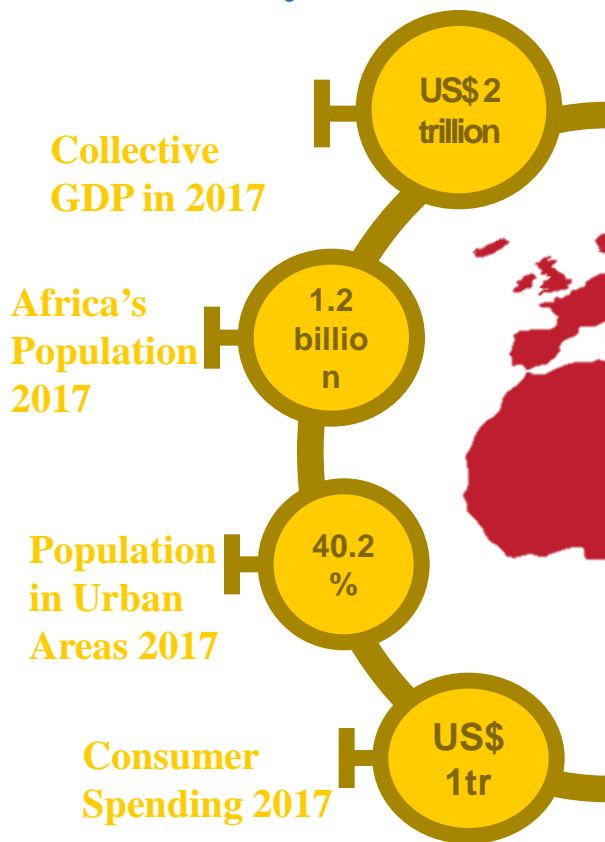 US$ 2
trillion
Collective
GDP in 2017
Africa's
Population
2017
1.2
billio
n
Population
in Urban
Areas 2017
40.2
%
Consumer
Spending 2017
US$
1tr